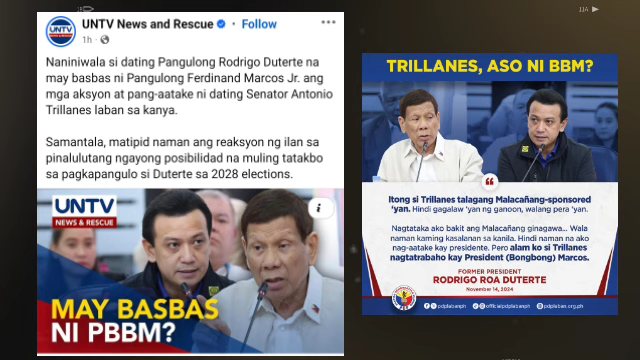 UNTV News and Rescue · Follow
1h ·
Naniniwala si dating Pangulong Rodrigo Duterte na
may basbas ni Pangulong Ferdinand Marcos Jr. ang
mga aksyon at pang-aatake ni dating Senator Antonio
Trillanes laban sa kanya.
Samantala, matipid naman ang reaksyon ng ilan sa
pinalulutang ngayong posibilidad na muling tatakbo
sa pagkapangulo si Duterte sa 2028 elections.
UNTV
NEWS & RESCUE
MAY BASBAS
NI PBBM?
TRILLANES, ASO NI BBM?
Itong si Trillanes talagang Malacañang-sponsored
'yan. Hindi gagalaw 'yan ng ganoon, walang pera 'yan.
Nagtataka ako bakit ang Malacañang ginagawa... Wala
naman kaming kasalanan sa kanila. Hindi naman na ako
nag-aatake kay presidente. Pero alam ko si Trillanes
nagtatrabaho kay President (Bongbong) Marcos.
FORMER PRESIDENT
RODRIGO ROA DUTERTE
November 14, 2024
pdplabanph
officialpdplabanph
pdplaban.org.ph